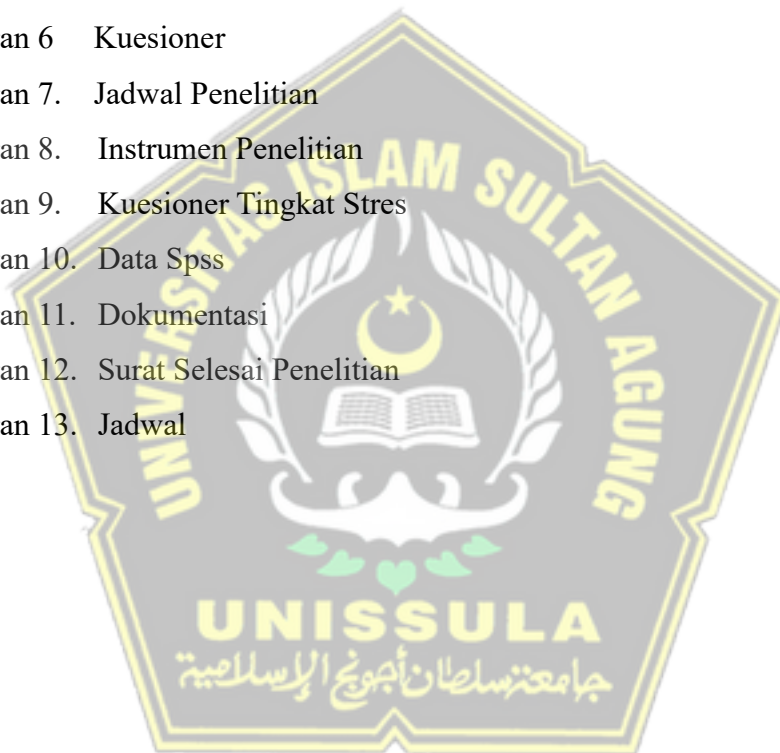 an 6 Kuesioner
an 7. Jadwal Penelitian
an 8. Instrumen Penelitian
an 9. Kuesioner Tingkat Stres
an 10. Data Spss
an 11. Dokumentasi
an 12. Surat Selesai Penelitian
an 13. Jadwal
UNIVERSITAS ISLAM SULTAN AGUNG
UNISSULA
جامعة سلطان أجونج الإسلامية